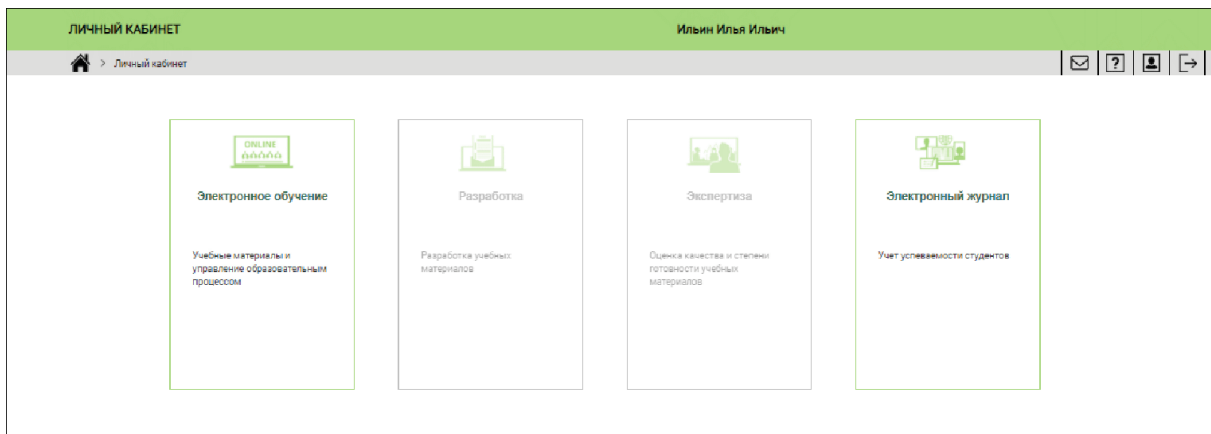 ЛИЧНЫЙ КАБИНЕТ
Ильин Илья Ильич
> Личный кабинет
?
ONLINE
Электронное обучение
Учебные материалы и
управление образовательным
процессом
Разработка
Разработка учебных
материалов
Экспертиза
Оценка качества и степени
готовности учебных
материалов
Электронный журнал
Учет успеваемости студентов